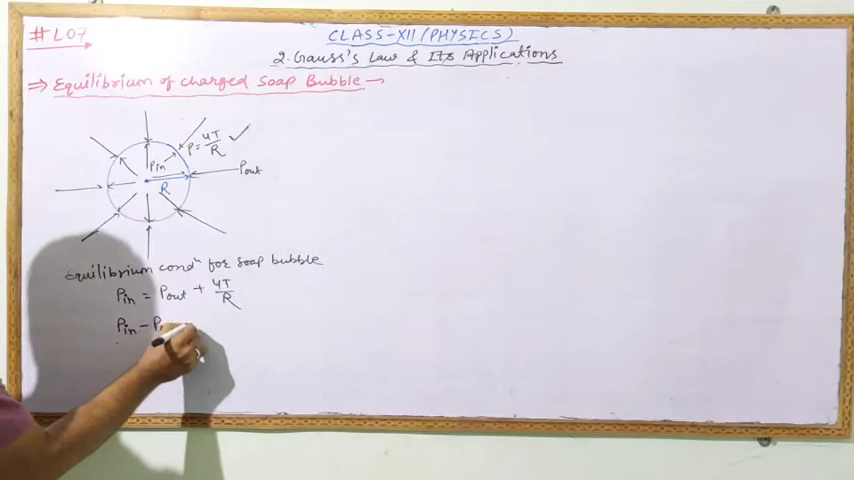 #L07
CLASS-XII (PHYSICS)
2. Gauss's Law & Its Applications
⇒ Equilibrium of charged Soap Bubble →
P = 4T/R ✓
Pin
Pout
R
Equilibrium condn for soap bubble
Pin = Pout + 4T/R
Pin - P